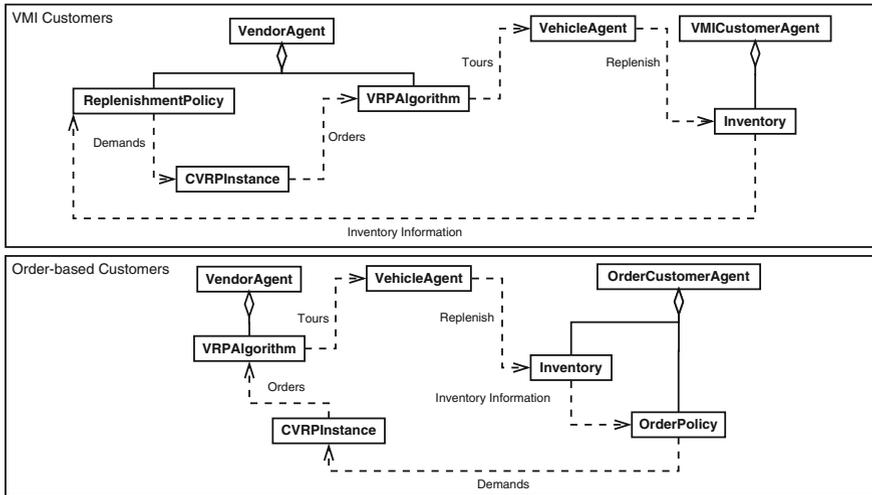 VMI Customers
VendorAgent
VehicleAgent
VMICustomerAgent
Tours
Replenish
ReplenishmentPolicy
VRPAlgorithm
Inventory
Demands
Orders
CVRPInstance
Inventory Information
Order-based Customers
VendorAgent
VehicleAgent
OrderCustomerAgent
Tours
Replenish
VRPAlgorithm
Inventory
Orders
Inventory Information
CVRPInstance
OrderPolicy
Demands